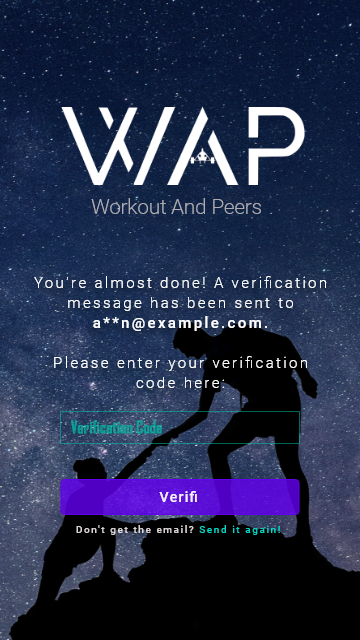 WAP
Workout And Peers
You're almost done! A verification
message has been sent to
a**n@example.com.
Please enter your verification
code here:
Verification Code
Verifi
Don't get the email? Send it again!